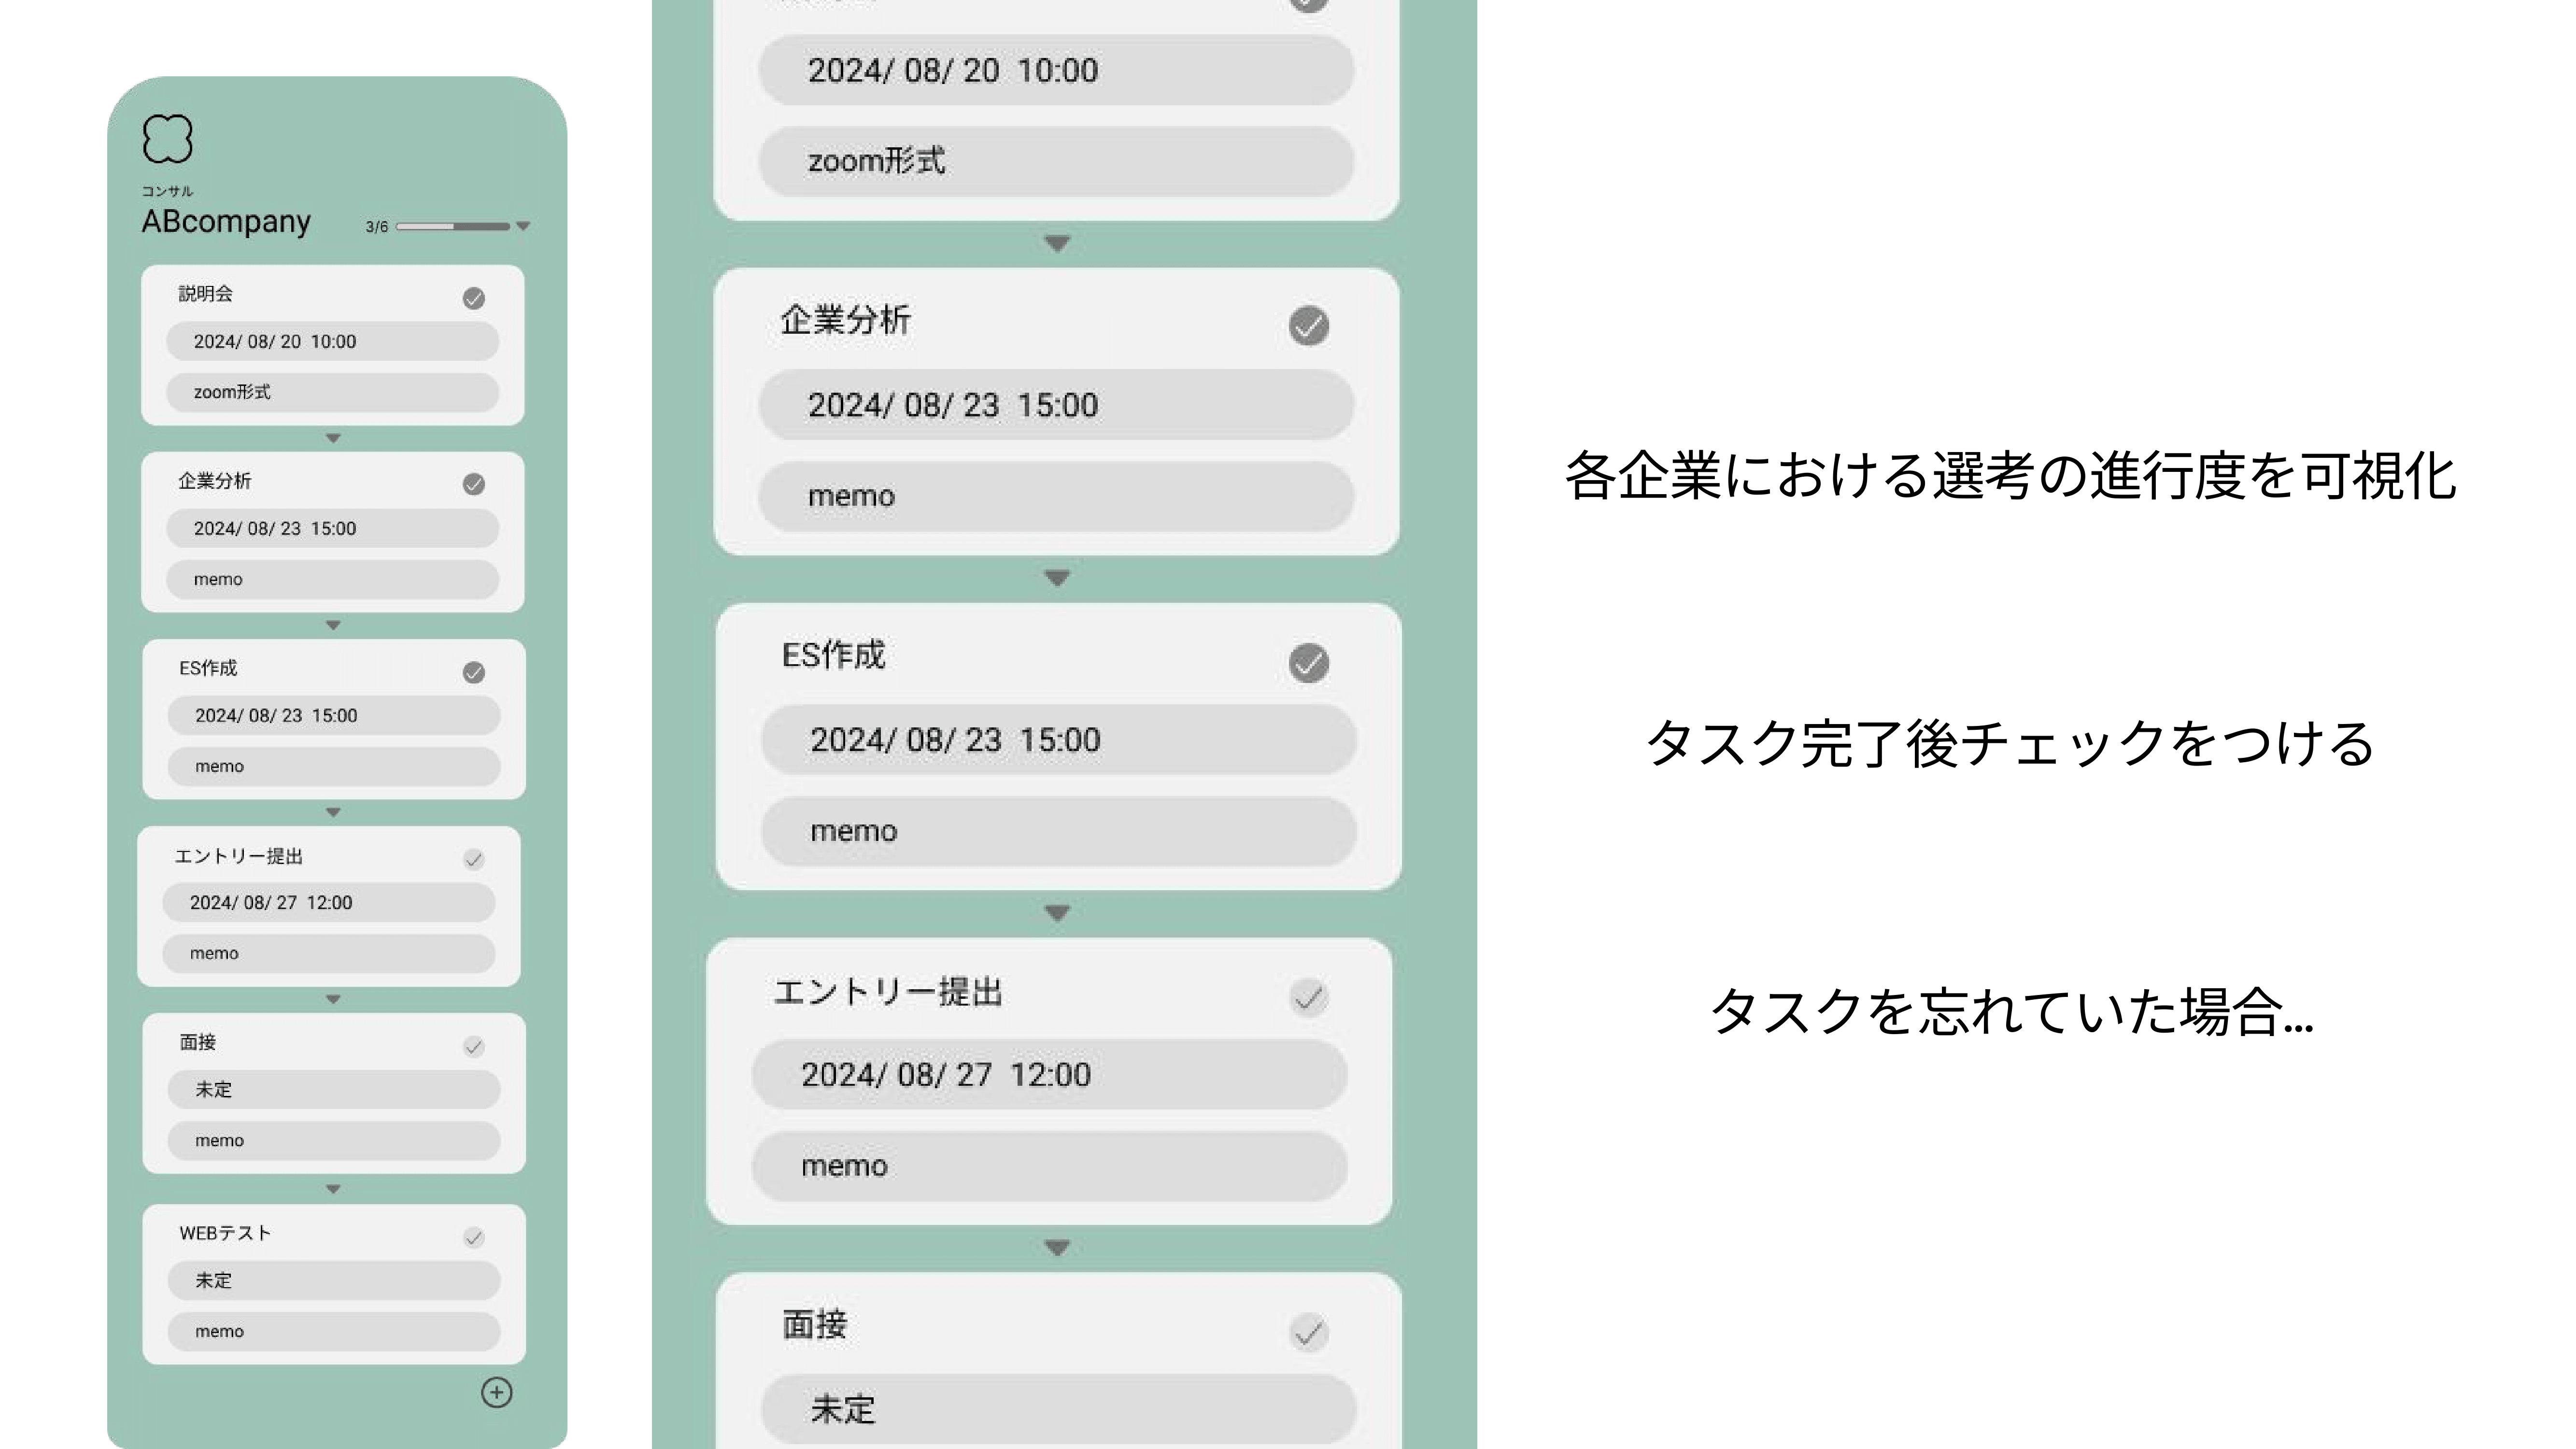 コンサル
ABcompany
3/6
説明会
2024/ 08/ 20 10:00
zoom形式
企業分析
2024/ 08/ 23 15:00
memo
ES作成
2024/ 08/ 23 15:00
memo
エントリー提出
2024/ 08/ 27 12:00
memo
面接
未定
memo
WEBテスト
未定
memo
2024/ 08/ 20 10:00
zoom形式
企業分析
2024/ 08/ 23 15:00
memo
ES作成
2024/ 08/ 23 15:00
memo
エントリー提出
2024/ 08/ 27 12:00
memo
面接
未定
各企業における選考の進行度を可視化
タスク完了後チェックをつける
タスクを忘れていた場合...